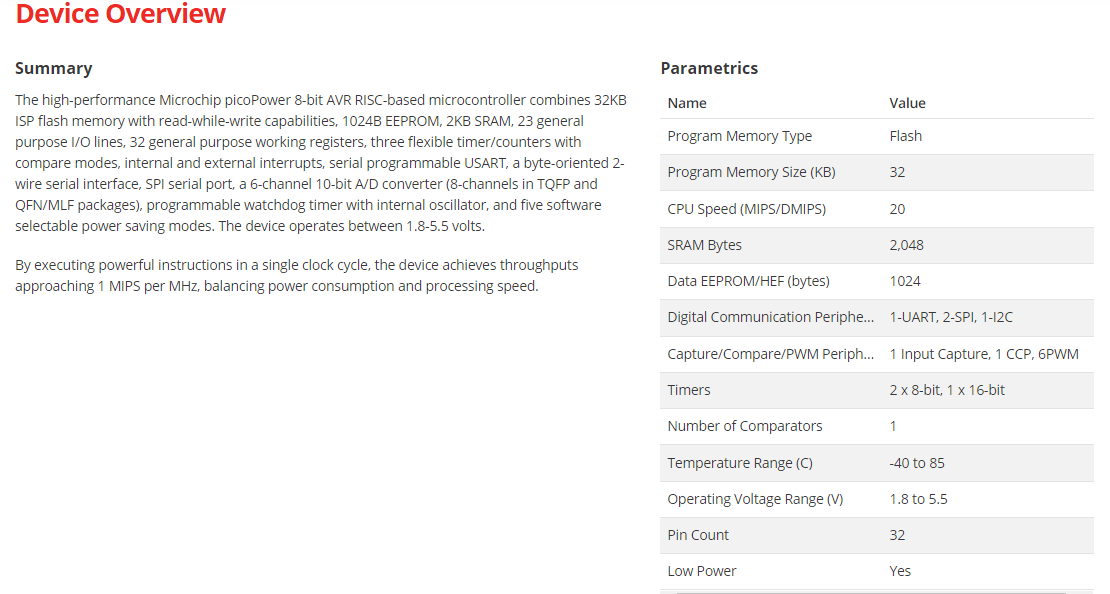 Device Overview
Summary
The high-performance Microchip picoPower 8-bit AVR RISC-based microcontroller combines 32KB
ISP flash memory with read-while-write capabilities, 1024B EEPROM, 2KB SRAM, 23 general
purpose I/O lines, 32 general purpose working registers, three flexible timer/counters with
compare modes, internal and external interrupts, serial programmable USART, a byte-oriented 2-
wire serial interface, SPI serial port, a 6-channel 10-bit A/D converter (8-channels in TQFP and
QFN/MLF packages), programmable watchdog timer with internal oscillator, and five software
selectable power saving modes. The device operates between 1.8-5.5 volts.
By executing powerful instructions in a single clock cycle, the device achieves throughputs
approaching 1 MIPS per MHz, balancing power consumption and processing speed.
Parametrics
Name Value
Program Memory Type Flash
Program Memory Size (KB) 32
CPU Speed (MIPS/DMIPS) 20
SRAM Bytes 2,048
Data EEPROM/HEF (bytes) 1024
Digital Communication Periphe... 1-UART, 2-SPI, 1-I2C
Capture/Compare/PWM Periph... 1 Input Capture, 1 CCP, 6PWM
Timers 2 x 8-bit, 1 x 16-bit
Number of Comparators 1
Temperature Range (C) -40 to 85
Operating Voltage Range (V) 1.8 to 5.5
Pin Count 32
Low Power Yes